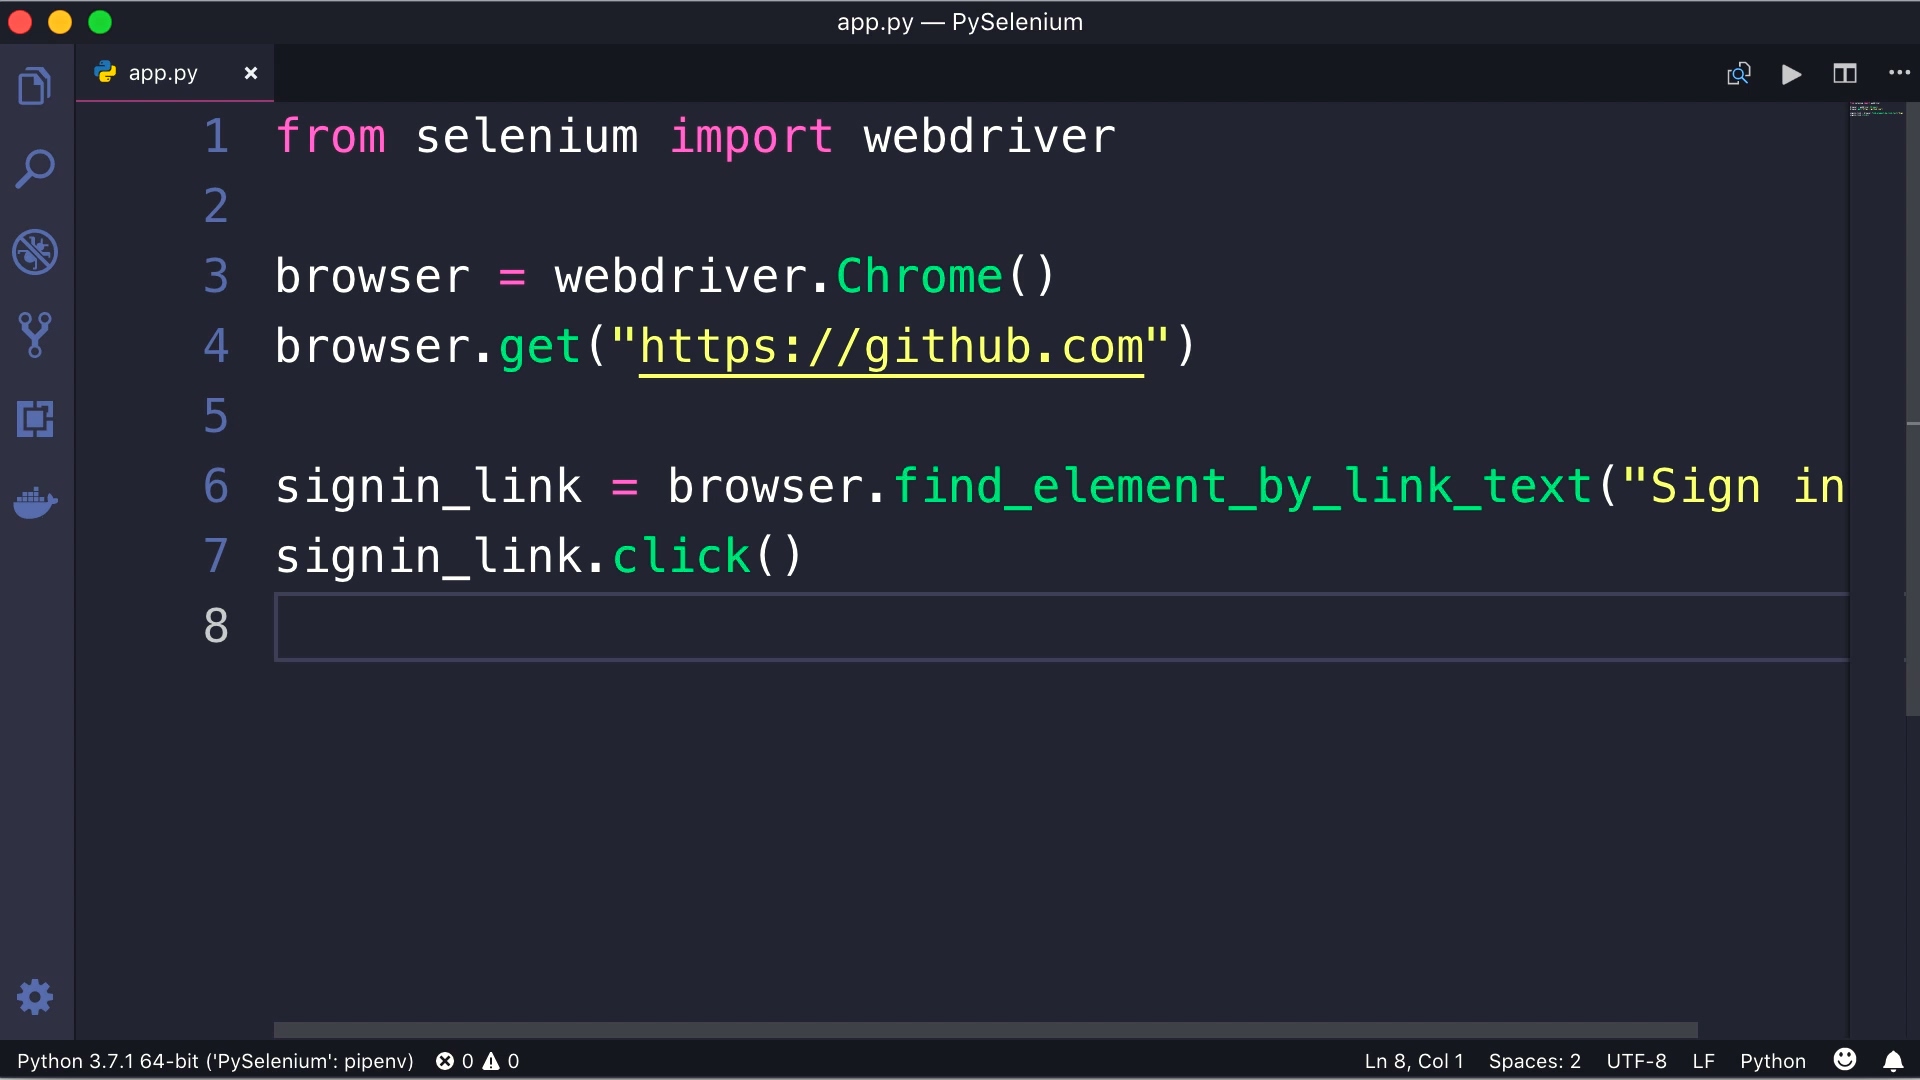 app.py — PySelenium
app.py
1 from selenium import webdriver
2
3 browser = webdriver.Chrome()
4 browser.get("https://github.com")
5
6 signin_link = browser.find_element_by_link_text("Sign in
7 signin_link.click()
8
Python 3.7.1 64-bit ('PySelenium': pipenv) 0 0 Ln 8, Col 1 Spaces: 2 UTF-8 LF Python